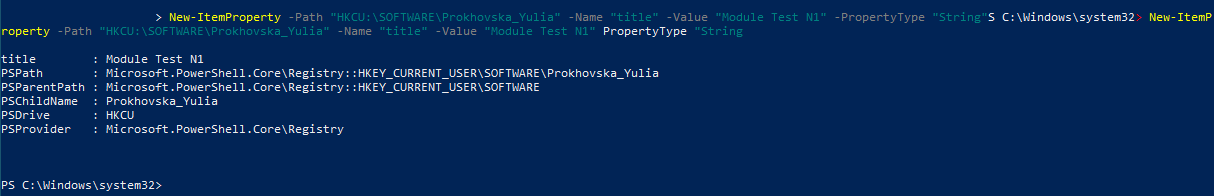 > New-ItemProperty -Path "HKCU:\SOFTWARE\Prokhovska_Yulia" -Name "title" -Value "Module Test N1" -PropertyType "String"S C:\Windows\system32> New-ItemP
roperty -Path "HKCU:\SOFTWARE\Prokhovska_Yulia" -Name "title" -Value "Module Test N1" PropertyType "String
title : Module Test N1
PSPath : Microsoft.PowerShell.Core\Registry::HKEY_CURRENT_USER\SOFTWARE\Prokhovska_Yulia
PSParentPath : Microsoft.PowerShell.Core\Registry::HKEY_CURRENT_USER\SOFTWARE
PSChildName : Prokhovska_Yulia
PSDrive : HKCU
PSProvider : Microsoft.PowerShell.Core\Registry
PS C:\Windows\system32>